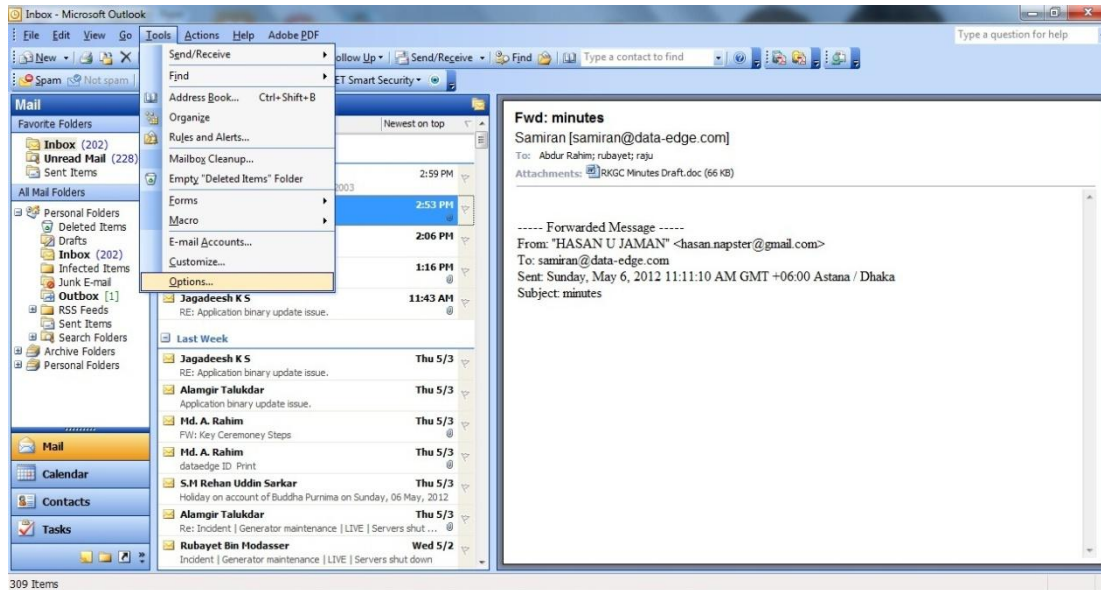 Inbox - Microsoft Outlook
File Edit View Go Tools Actions Help Adobe PDF Type a question for help
New Send/Receive ollow Up Send/Receive Find Type a contact to find
Spam Not spam Find ET Smart Security
Mail Address Book... Ctrl+Shift+B
Favorite Folders Organize Newest on top
Inbox (202) Rules and Alerts...
Unread Mail (228) Mailbox Cleanup...
Sent Items Empty "Deleted Items" Folder 2:59 PM
2003
All Mail Folders Forms 2:53 PM
Personal Folders Macro
Deleted Items
Drafts E-mail Accounts... 2:06 PM
Inbox (202) Customize...
Infected Items 1:16 PM
Junk E-mail Options...
Outbox [1] Jagadeesh K S 11:43 AM
RSS Feeds RE: Application binary update issue.
Sent Items
Search Folders Last Week
Archive Folders
Personal Folders
Jagadeesh K S Thu 5/3
RE: Application binary update issue.
Alamgir Talukdar Thu 5/3
Application binary update issue.
Md. A. Rahim Thu 5/3
FW: Key Ceremoney Steps
Md. A. Rahim Thu 5/3
dataedge ID Print
S.M Rehan Uddin Sarkar Thu 5/3
Holiday on account of Buddha Purnima on Sunday, 06 May, 2012
Alamgir Talukdar Thu 5/3
Re: Incident | Generator maintenance | LIVE | Servers shut ...
Rubayet Bin Modasser Wed 5/2
Incident | Generator maintenance | LIVE | Servers shut down
Mail
Calendar
Contacts
Tasks
Fwd: minutes
Samiran [samiran@data-edge.com]
To: Abdur Rahim; rubayet; raju
Attachments: RKGC Minutes Draft.doc (66 KB)
----- Forwarded Message -----
From: "HASAN U JAMAN" <hasan.napster@gmail.com>
To: samiran@data-edge.com
Sent: Sunday, May 6, 2012 11:11:10 AM GMT +06:00 Astana / Dhaka
Subject: minutes
309 Items